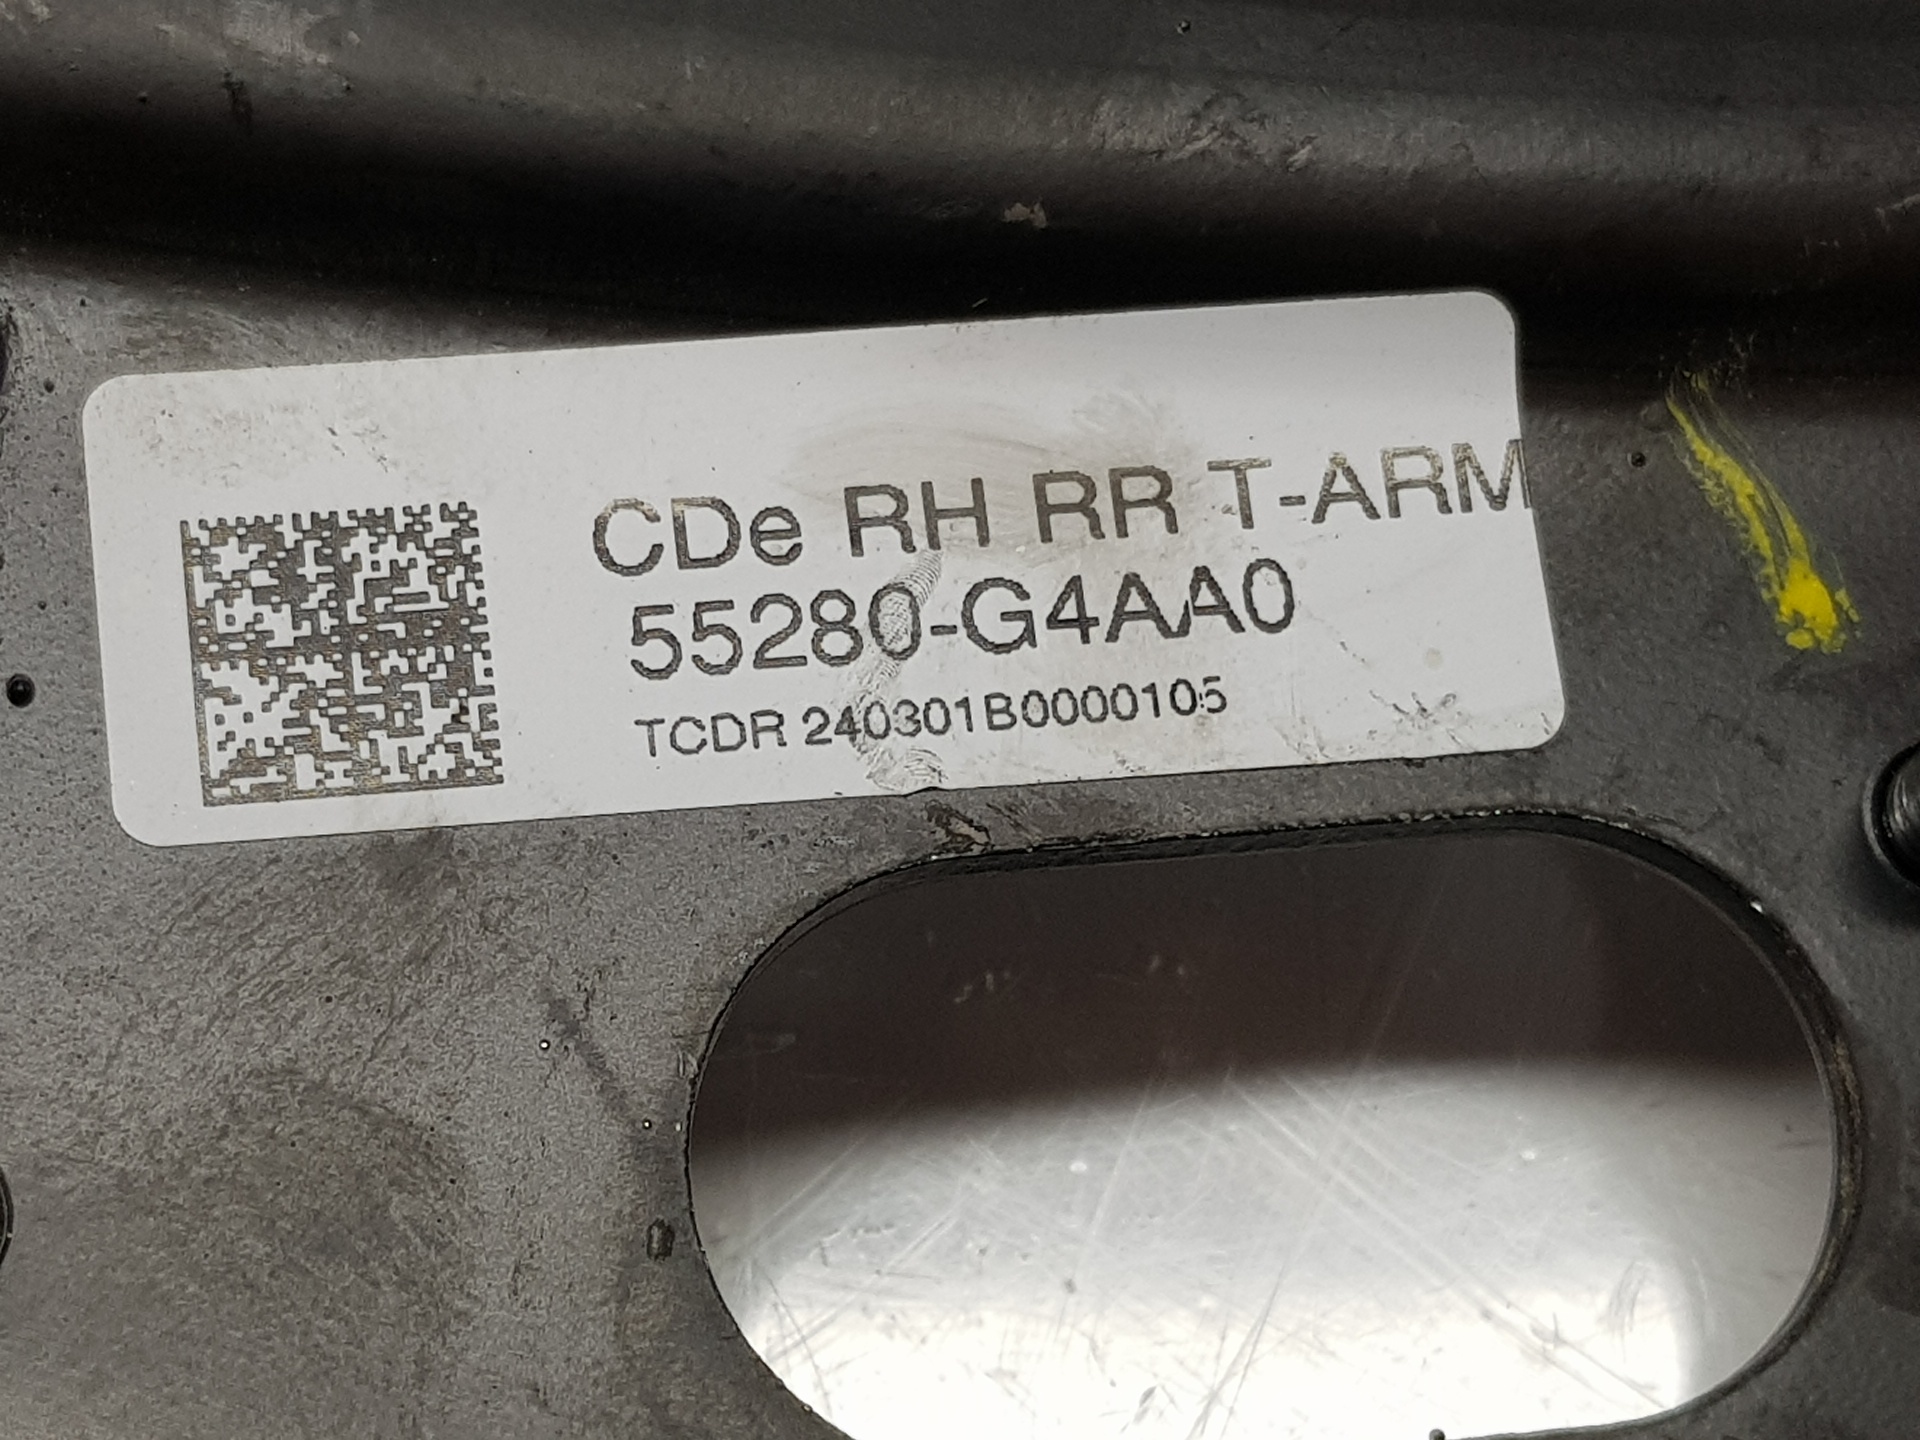 CDe RH RR T-ARM
55280-G4AA0
TCDR 240301B0000105